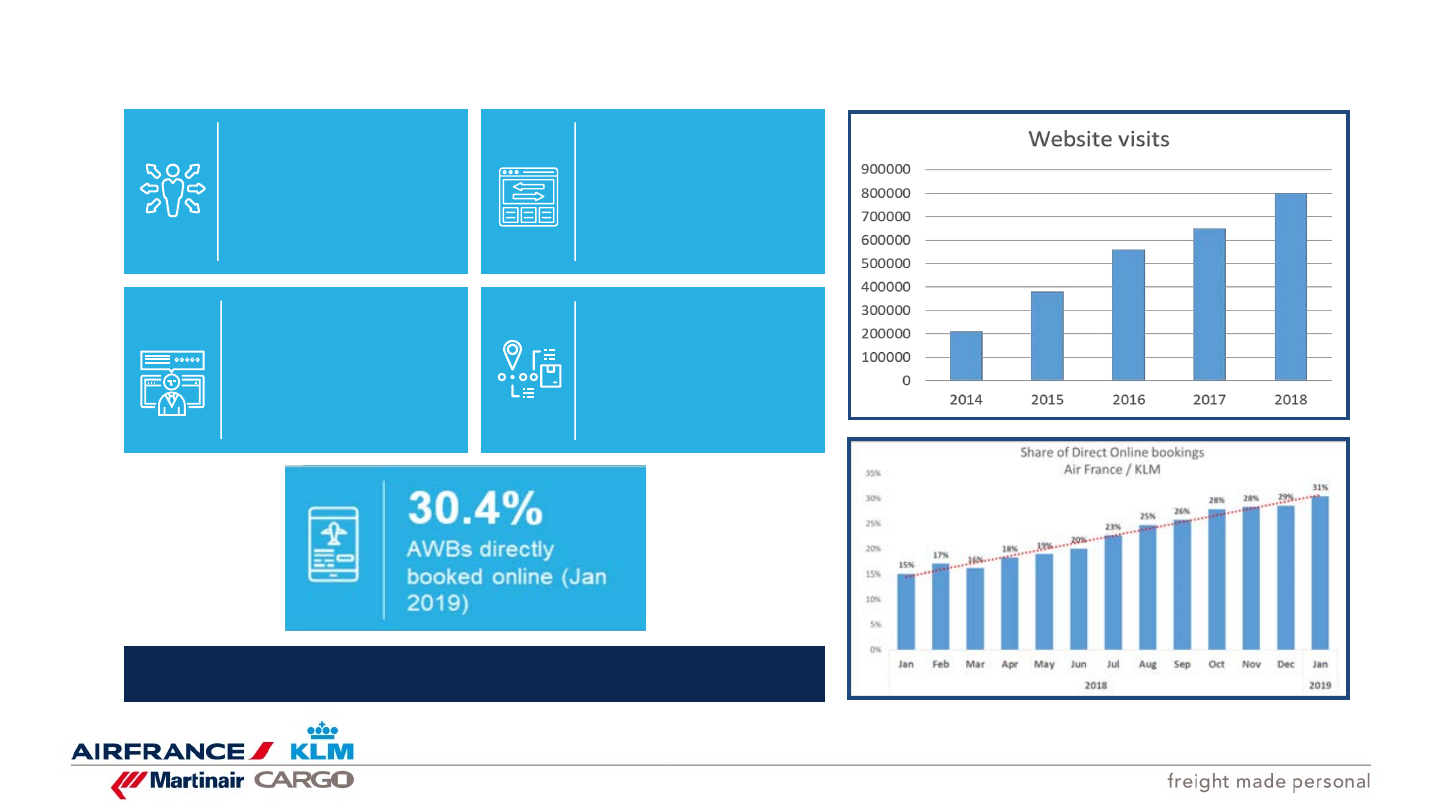 Website visits
900000
800000
700000
600000
500000
400000
300000
200000
100000
0
2014 2015 2016 2017 2018
30.4%
AWBs directly
booked online (Jan
2019)
Share of Direct Online bookings
Air France / KLM
35%
30%
25%
20%
15%
10%
5%
0%
15% 17% 16% 18% 19% 20% 23% 25% 26% 28% 28% 29% 31%
Jan Feb Mar Apr May Jun Jul Aug Sep Oct Nov Dec Jan
2018 2019
AIRFRANCE KLM
Martinair CARGO
freight made personal